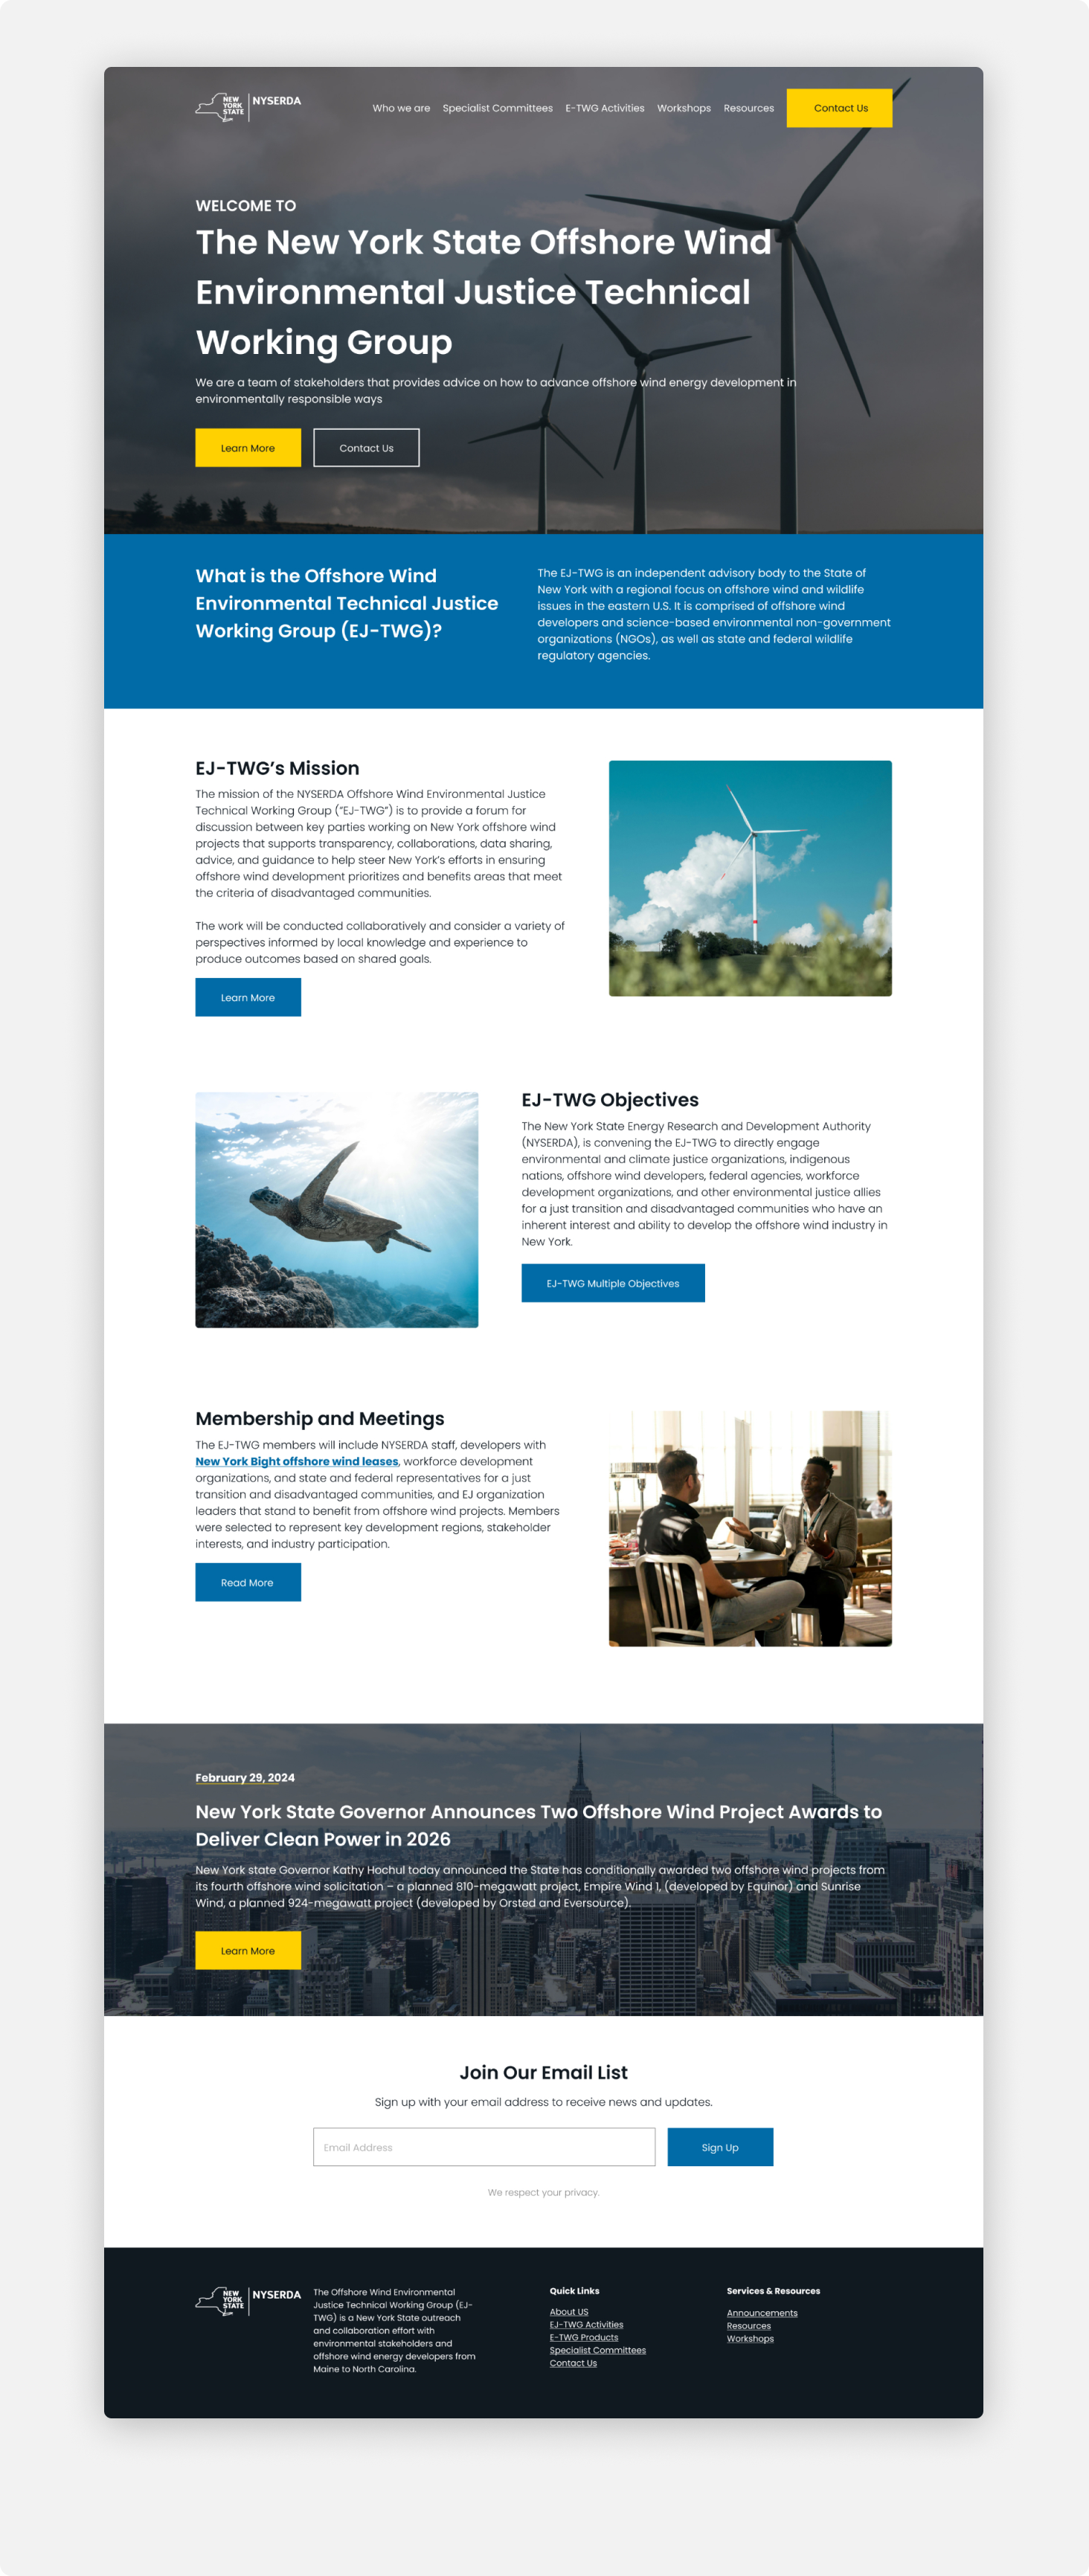 NEW
YORK
STATE
NYSERDA
Who we are Specialist Committees E-TWG Activities Workshops Resources Contact Us
WELCOME TO
The New York State Offshore Wind
Environmental Justice Technical
Working Group
We are a team of stakeholders that provides advice on how to advance offshore wind energy development in
environmentally responsible ways
Learn More Contact Us
What is the Offshore Wind
Environmental Technical Justice
Working Group (EJ-TWG)?
The EJ-TWG is an independent advisory body to the State of
New York with a regional focus on offshore wind and wildlife
issues in the eastern U.S. It is comprised of offshore wind
developers and science-based environmental non-government
organizations (NGOs), as well as state and federal wildlife
regulatory agencies.
EJ-TWG’s Mission
The mission of the NYSERDA Offshore Wind Environmental Justice
Technical Working Group (“EJ-TWG”) is to provide a forum for
discussion between key parties working on New York offshore wind
projects that supports transparency, collaborations, data sharing,
advice, and guidance to help steer New York’s efforts in ensuring
offshore wind development prioritizes and benefits areas that meet
the criteria of disadvantaged communities.
The work will be conducted collaboratively and consider a variety of
perspectives informed by local knowledge and experience to
produce outcomes based on shared goals.
Learn More
EJ-TWG Objectives
The New York State Energy Research and Development Authority
(NYSERDA), is convening the EJ-TWG to directly engage
environmental and climate justice organizations, indigenous
nations, offshore wind developers, federal agencies, workforce
development organizations, and other environmental justice allies
for a just transition and disadvantaged communities who have an
inherent interest and ability to develop the offshore wind industry in
New York.
EJ-TWG Multiple Objectives
Membership and Meetings
The EJ-TWG members will include NYSERDA staff, developers with
New York Bight offshore wind leases, workforce development
organizations, and state and federal representatives for a just
transition and disadvantaged communities, and EJ organization
leaders that stand to benefit from offshore wind projects. Members
were selected to represent key development regions, stakeholder
interests, and industry participation.
Read More
February 29, 2024
New York State Governor Announces Two Offshore Wind Project Awards to
Deliver Clean Power in 2026
New York state Governor Kathy Hochul today announced the State has conditionally awarded two offshore wind projects from
its fourth offshore wind solicitation – a planned 810-megawatt project, Empire Wind 1, (developed by Equinor) and Sunrise
Wind, a planned 924-megawatt project (developed by Orsted and Eversource).
Learn More
Join Our Email List
Sign up with your email address to receive news and updates.
Email Address Sign Up
We respect your privacy.
NEW
YORK
STATE
NYSERDA
The Offshore Wind Environmental
Justice Technical Working Group (EJ-
TWG) is a New York State outreach
and collaboration effort with
environmental stakeholders and
offshore wind energy developers from
Maine to North Carolina.
Quick Links
About US
EJ-TWG Activities
E-TWG Products
Specialist Committees
Contact Us
Services & Resources
Announcements
Resources
Workshops